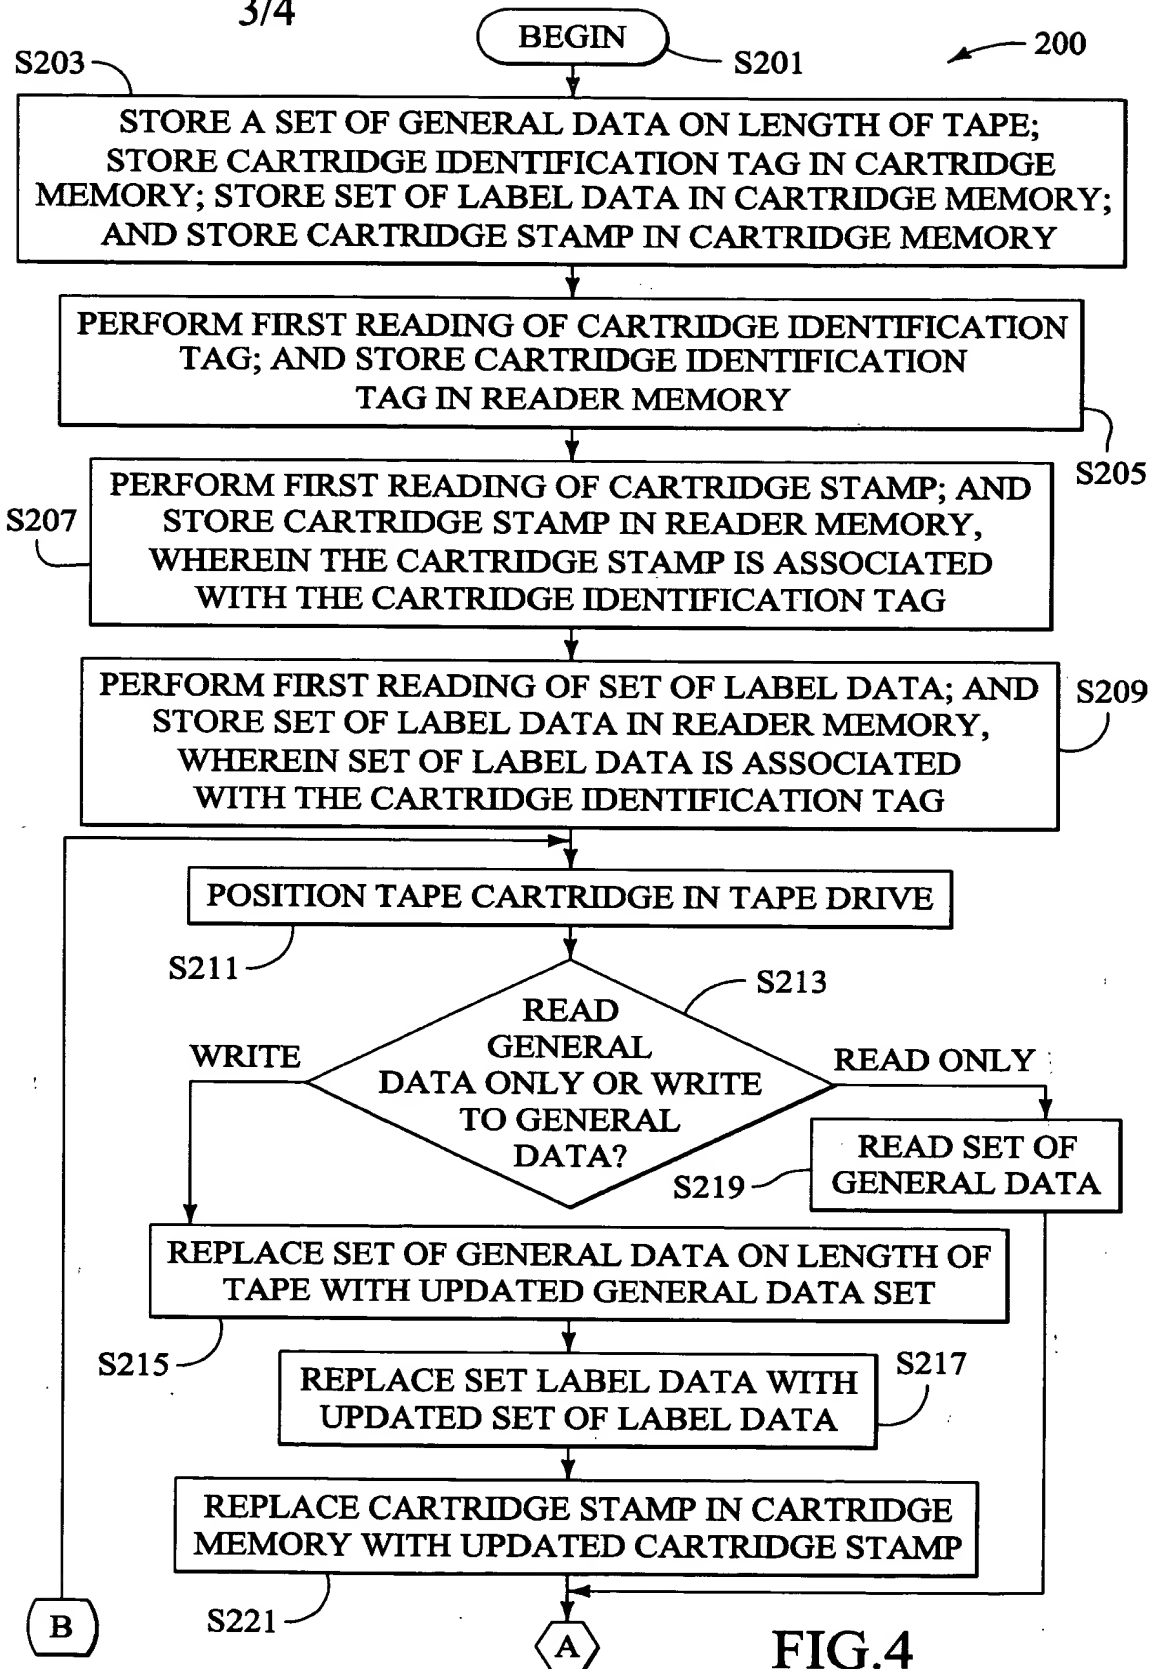 3/4
BEGIN
S201
200
S203
STORE A SET OF GENERAL DATA ON LENGTH OF TAPE;
STORE CARTRIDGE IDENTIFICATION TAG IN CARTRIDGE
MEMORY; STORE SET OF LABEL DATA IN CARTRIDGE MEMORY;
AND STORE CARTRIDGE STAMP IN CARTRIDGE MEMORY
PERFORM FIRST READING OF CARTRIDGE IDENTIFICATION
TAG; AND STORE CARTRIDGE IDENTIFICATION
TAG IN READER MEMORY
S205
S207
PERFORM FIRST READING OF CARTRIDGE STAMP; AND
STORE CARTRIDGE STAMP IN READER MEMORY,
WHEREIN THE CARTRIDGE STAMP IS ASSOCIATED
WITH THE CARTRIDGE IDENTIFICATION TAG
PERFORM FIRST READING OF SET OF LABEL DATA; AND
STORE SET OF LABEL DATA IN READER MEMORY,
WHEREIN SET OF LABEL DATA IS ASSOCIATED
WITH THE CARTRIDGE IDENTIFICATION TAG
S209
POSITION TAPE CARTRIDGE IN TAPE DRIVE
S211
S213
READ
GENERAL
DATA ONLY OR WRITE
TO GENERAL
DATA?
WRITE
READ ONLY
READ SET OF
GENERAL DATA
S219
REPLACE SET OF GENERAL DATA ON LENGTH OF
TAPE WITH UPDATED GENERAL DATA SET
S215
REPLACE SET LABEL DATA WITH
UPDATED SET OF LABEL DATA
S217
REPLACE CARTRIDGE STAMP IN CARTRIDGE
MEMORY WITH UPDATED CARTRIDGE STAMP
S221
B
A
FIG.4